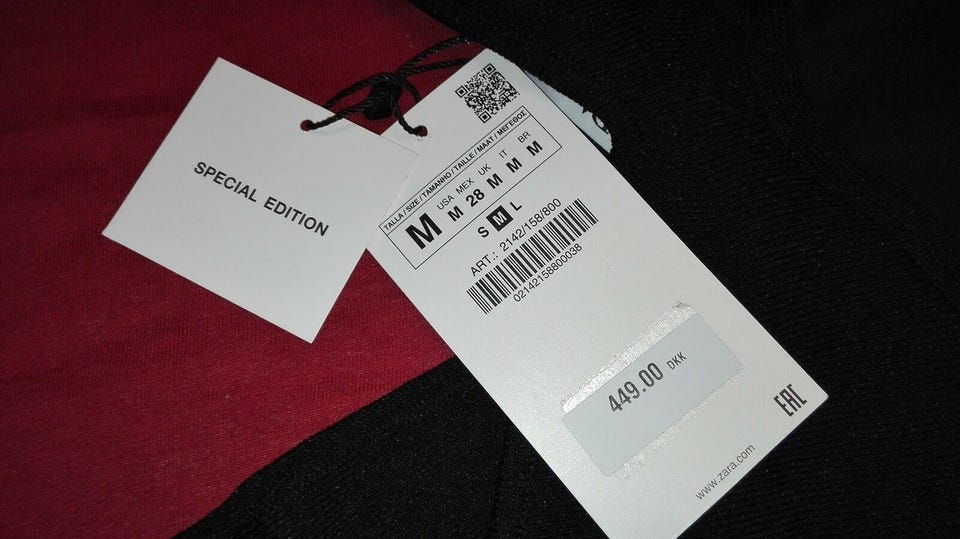 SPECIAL EDITION
TALLA / SIZE / TAMANHO / TAILLE / MAAT / ΜΕΓΕΘΟΣ
USA MEX UK IT BR
M M 28 M M M
S M L
ART.: 2142/158/800
02142158800038
449.00 DKK
EAC
www.zara.com